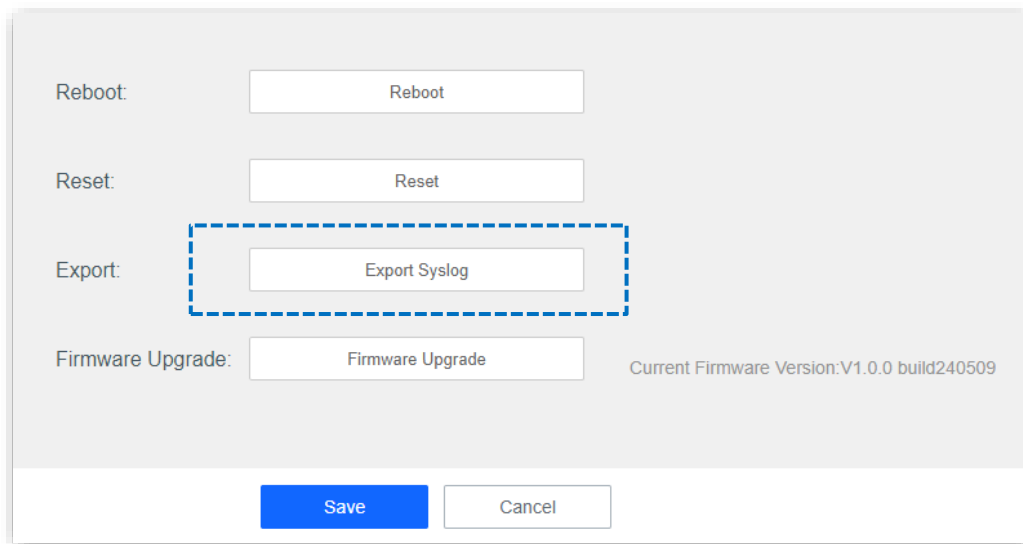 Reboot: Reboot
Reset: Reset
Export: Export Syslog
Firmware Upgrade: Firmware Upgrade Current Firmware Version:V1.0.0 build240509
Save Cancel